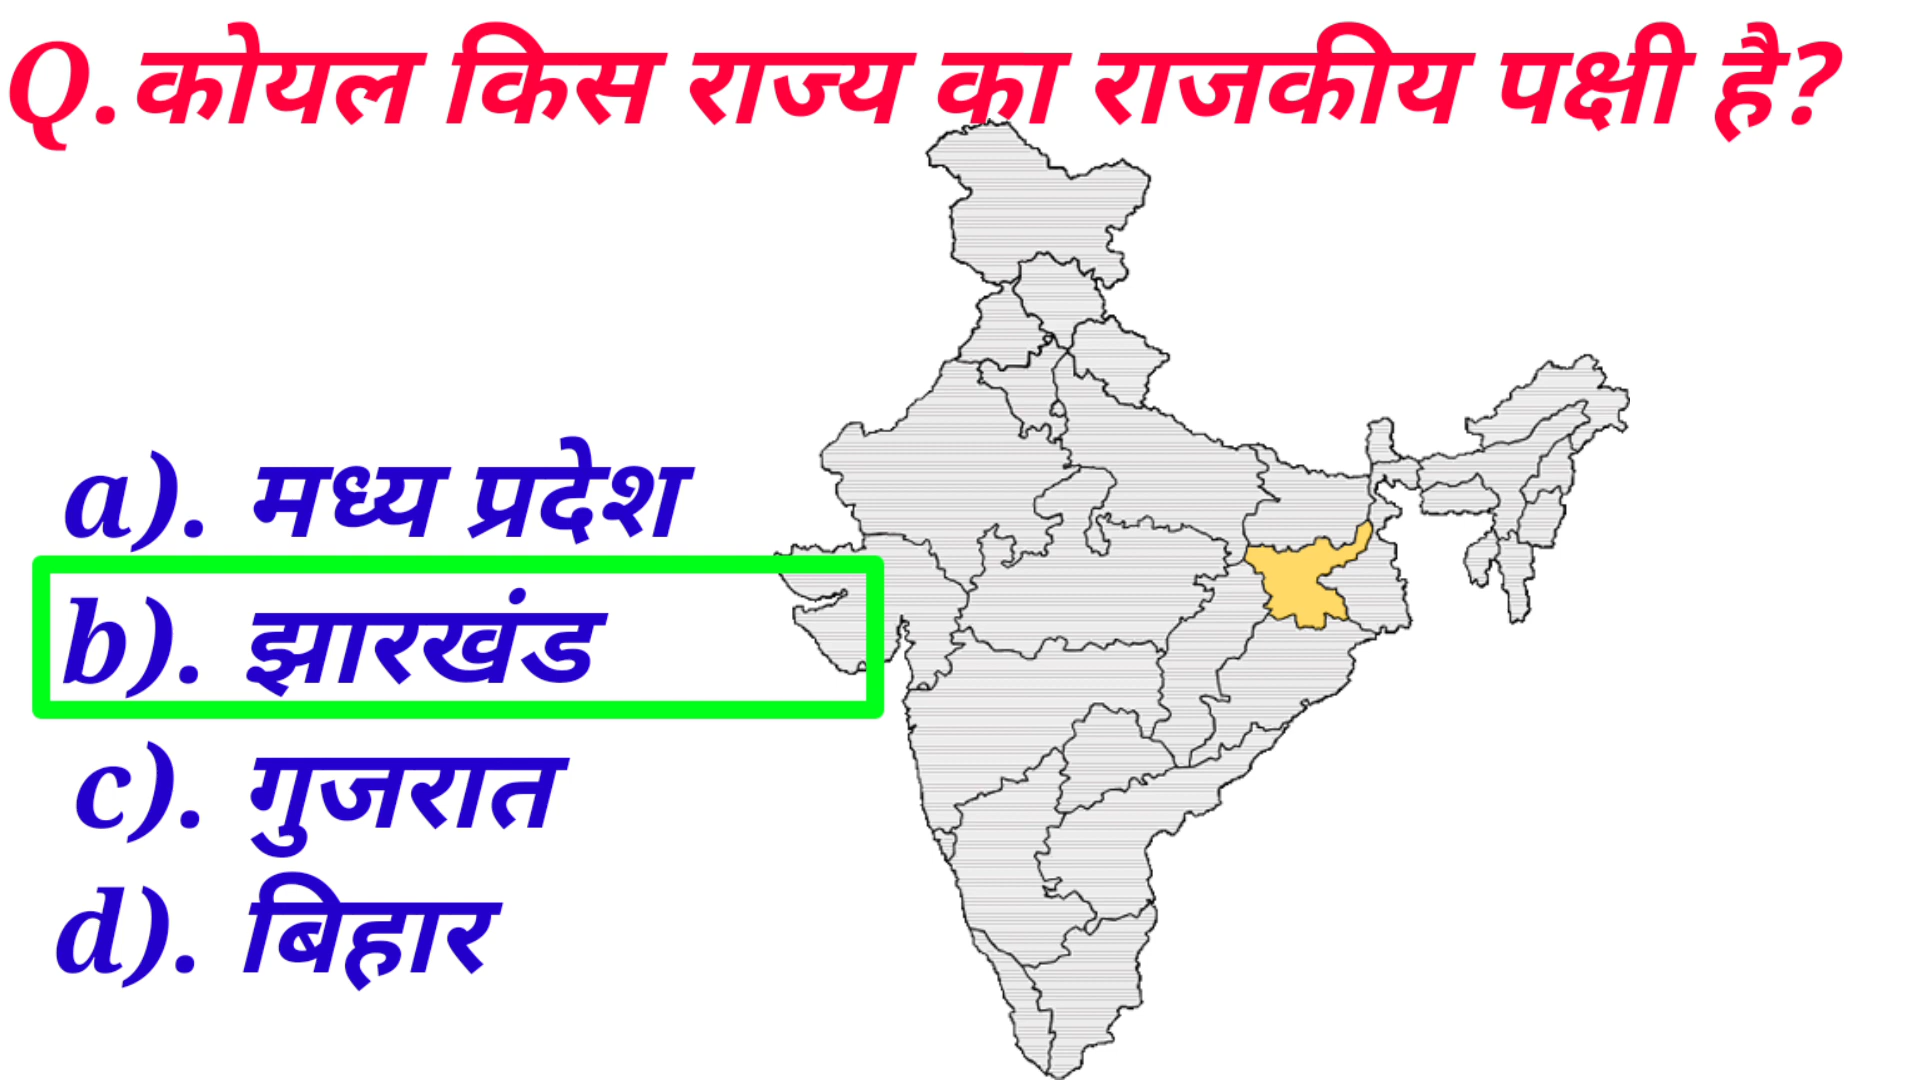 Q.कोयल किस राज्य का राजकीय पक्षी है?
a). मध्य प्रदेश
b). झारखंड
c). गुजरात
d). बिहार